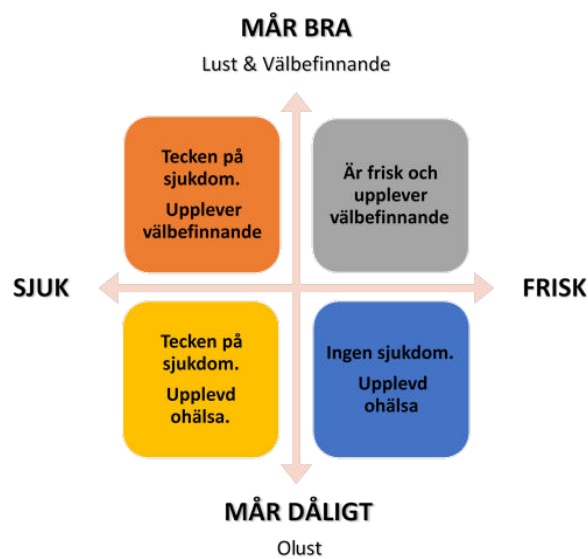 MÅR BRA
Lust & Välbefinnande
Tecken på
sjukdom.
Upplever
välbefinnande
Är frisk och
upplever
välbefinnande
SJUK
FRISK
Tecken på
sjukdom.
Upplevd
ohälsa.
Ingen sjukdom.
Upplevd
ohälsa
MÅR DÅLIGT
Olust